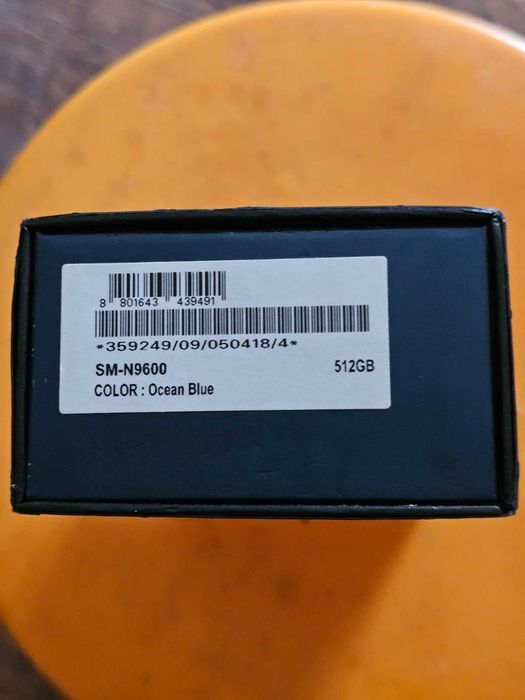 8 801643 439491
*359249/09/050418/4*
SM-N9600 512GB
COLOR : Ocean Blue